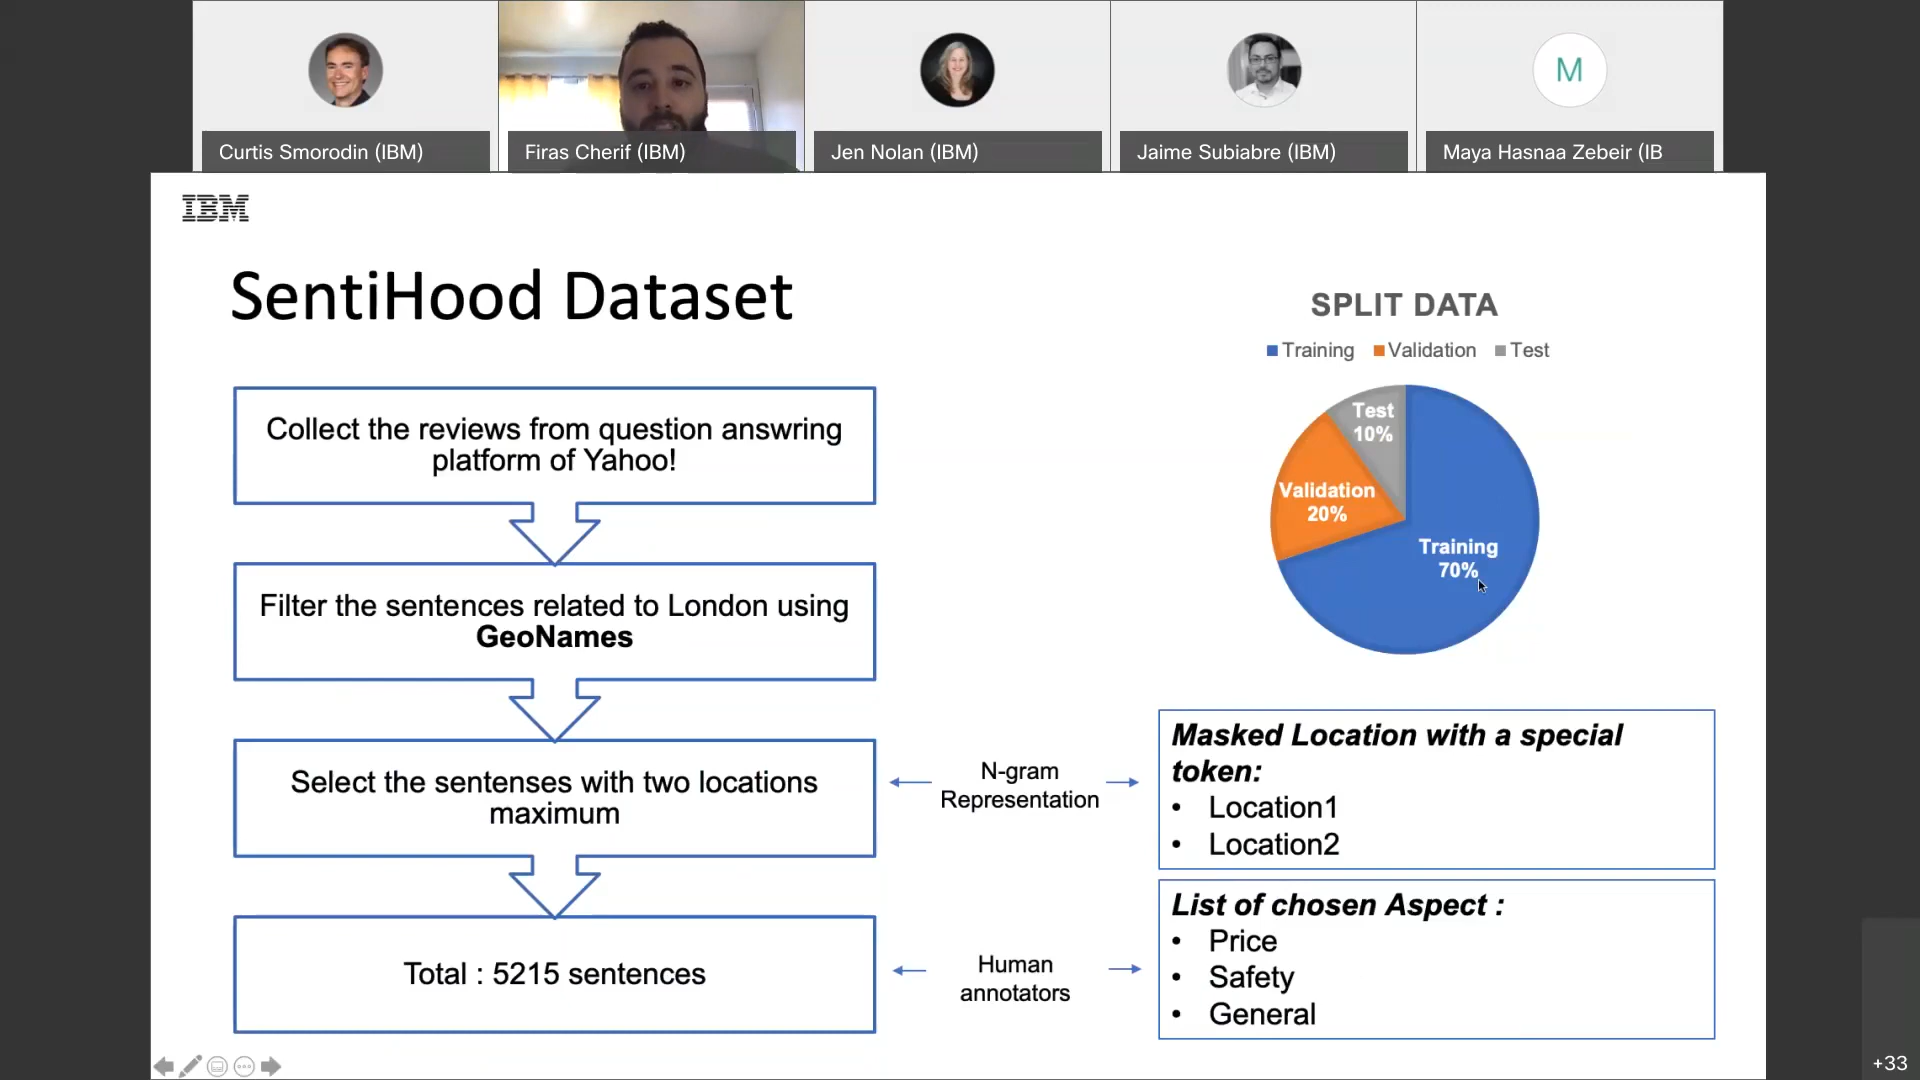 Curtis Smorodin (IBM)
Firas Cherif (IBM)
Jen Nolan (IBM)
Jaime Subiabre (IBM)
M
Maya Hasnaa Zebeir (IB
IBM
SentiHood Dataset
Collect the reviews from question answring
platform of Yahoo!
Filter the sentences related to London using
GeoNames
Select the sentenses with two locations
maximum
Total : 5215 sentences
N-gram
Representation
Human
annotators
SPLIT DATA
Training Validation Test
Test
10%
Validation
20%
Training
70%
Masked Location with a special
token:
• Location1
• Location2
List of chosen Aspect :
• Price
• Safety
• General
+33